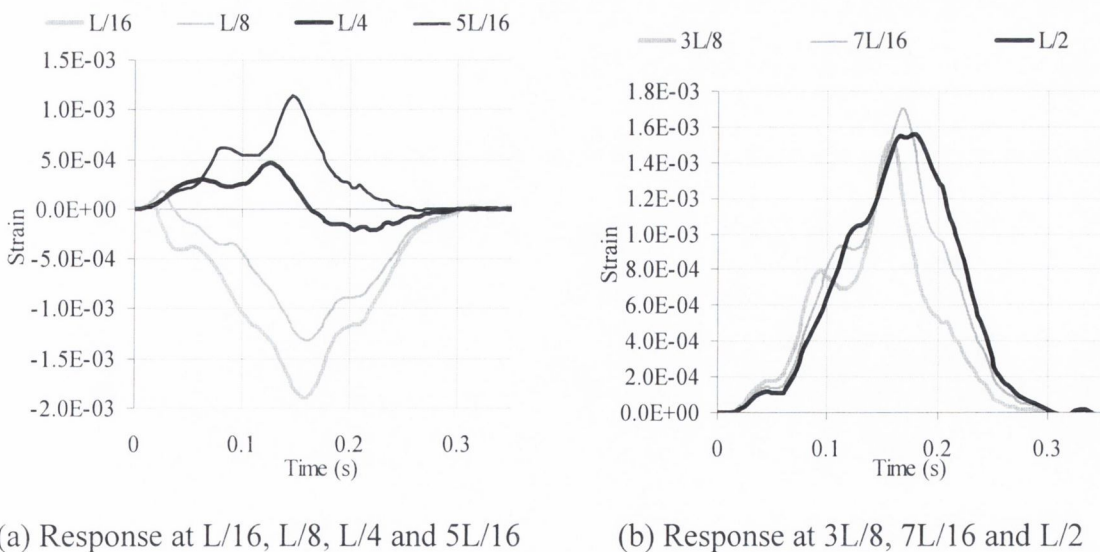 L/16 L/8 L/4 5L/16
1.5E-03
1.0E-03
5.0E-04
0.0E+00
-5.0E-04
-1.0E-03
-1.5E-03
-2.0E-03
Strain
0 0.1 0.2 0.3
Time (s)
3L/8 7L/16 L/2
1.8E-03
1.6E-03
1.4E-03
1.2E-03
1.0E-03
8.0E-04
6.0E-04
4.0E-04
2.0E-04
0.0E+00
Strain
0 0.1 0.2 0.3
Time (s)
(a) Response at L/16, L/8, L/4 and 5L/16
(b) Response at 3L/8, 7L/16 and L/2